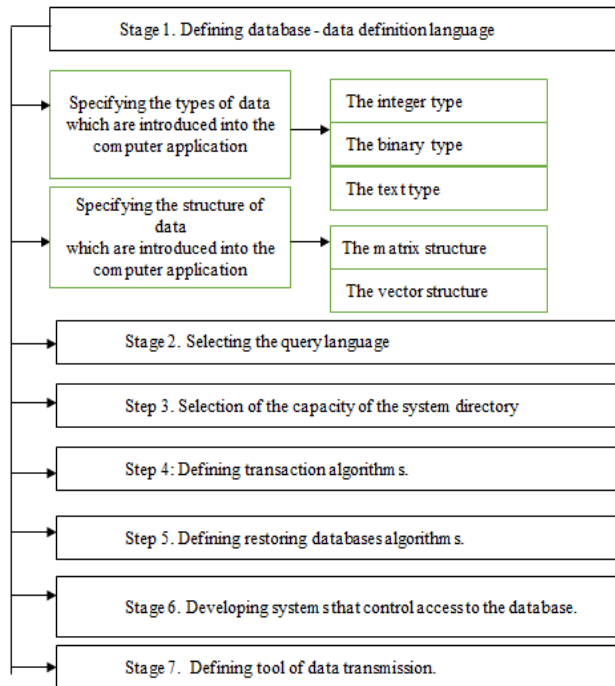 Stage 1. Defining database - data definition language
Specifying the types of data
which are introduced into the
computer application
The integer type
The binary type
The text type
Specifying the structure of
data
which are introduced into the
computer application
The matrix structure
The vector structure
Stage 2. Selecting the query language
Step 3. Selection of the capacity of the system directory
Step 4: Defining transaction algorithms.
Step 5. Defining restoring databases algorithms.
Stage 6. Developing systems that control access to the database.
Stage 7. Defining tool of data transmission.